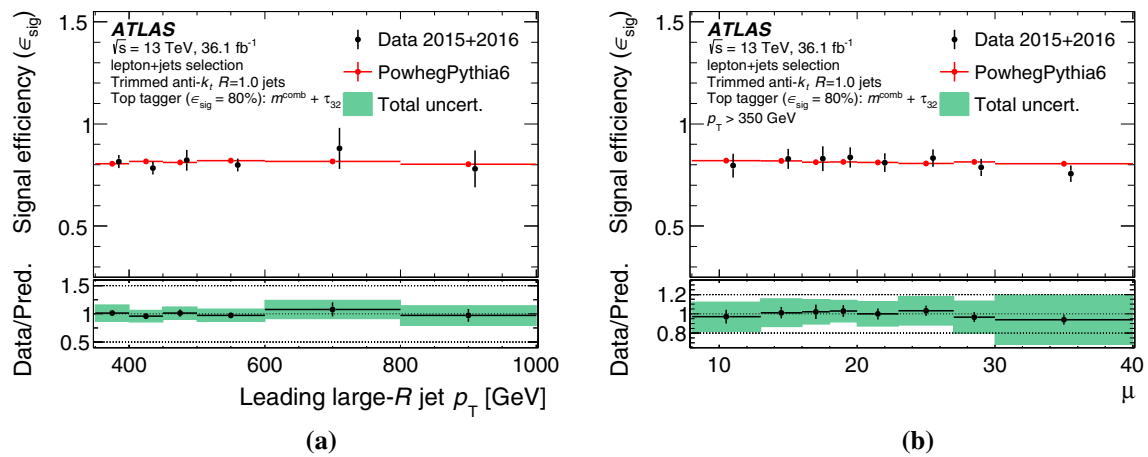 Signal efficiency (ϵsig)
1.5
1
0.5
ATLAS
√s = 13 TeV, 36.1 fb-1
lepton+jets selection
Trimmed anti-kt R=1.0 jets
Top tagger (ϵsig = 80%): mcomb + τ32
Data 2015+2016
PowhegPythia6
Total uncert.
Data/Pred.
1.5
1
0.5
400 600 800 1000
Leading large-R jet pT [GeV]
(a)
Signal efficiency (ϵsig)
1.5
1
0.5
ATLAS
√s = 13 TeV, 36.1 fb-1
lepton+jets selection
Trimmed anti-kt R=1.0 jets
Top tagger (ϵsig = 80%): mcomb + τ32
pT > 350 GeV
Data 2015+2016
PowhegPythia6
Total uncert.
Data/Pred.
1.2
1
0.8
10 20 30 40
μ
(b)